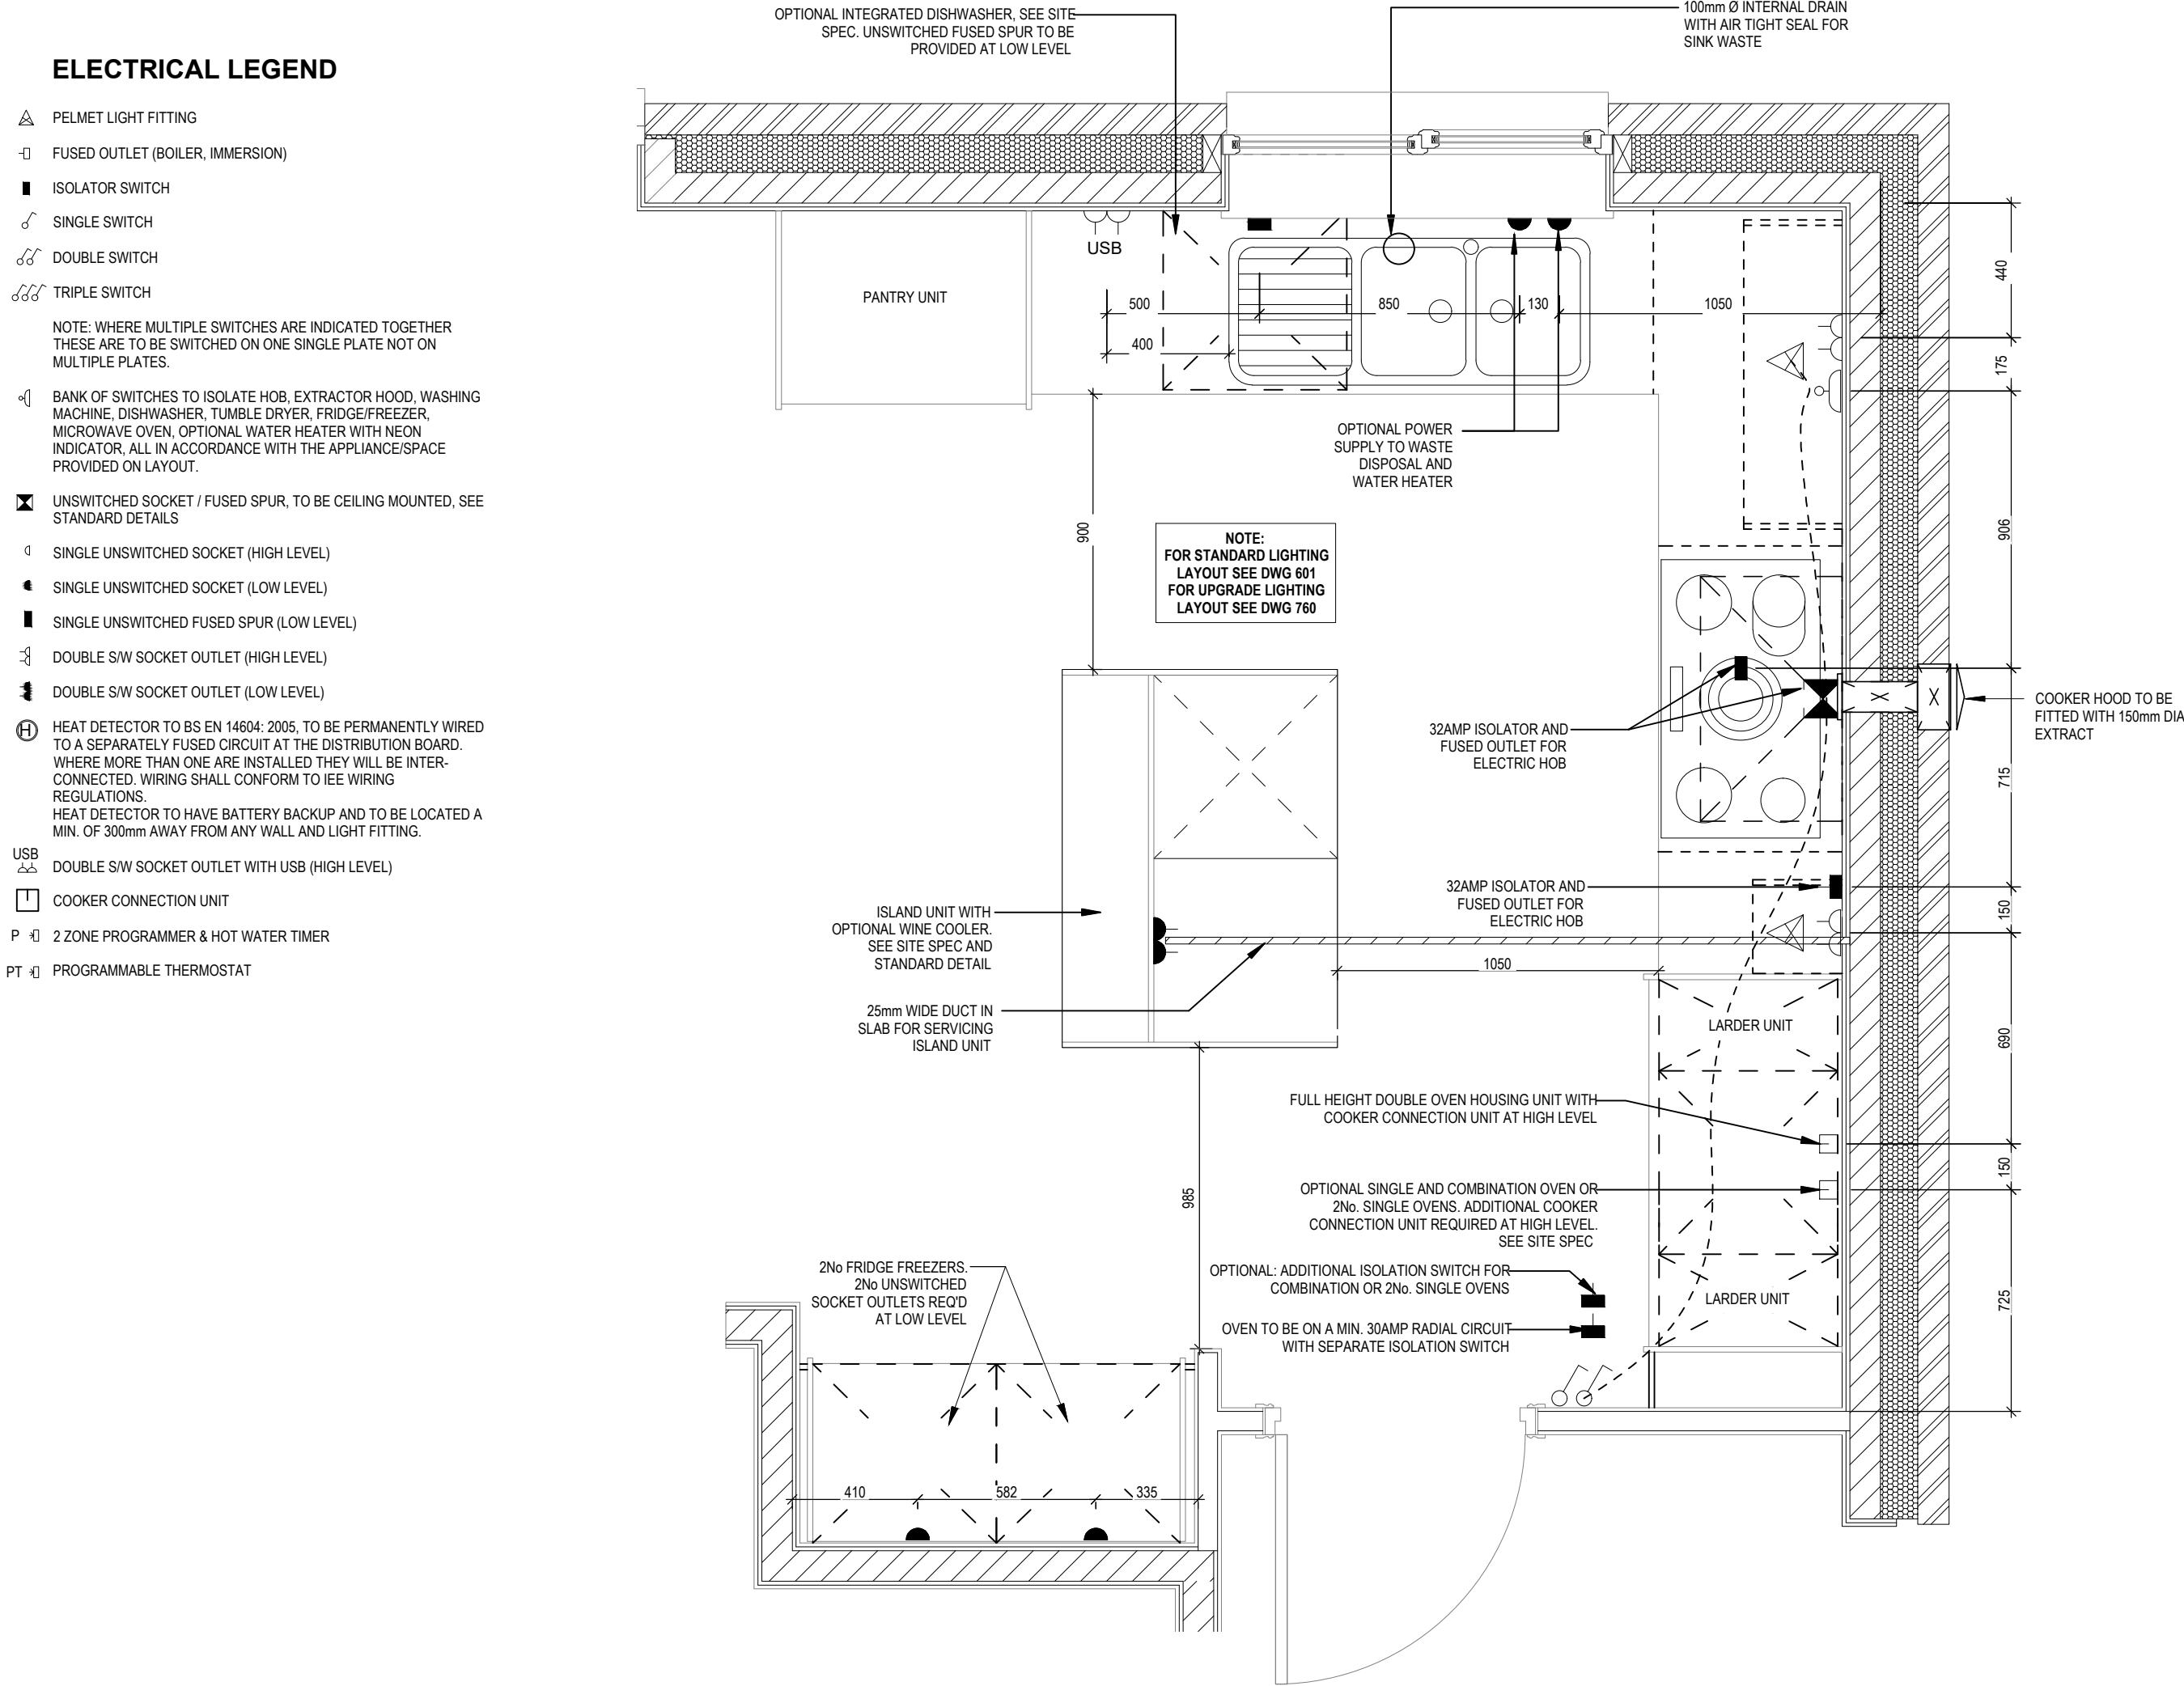 ELECTRICAL LEGEND
PELMET LIGHT FITTING
FUSED OUTLET (BOILER, IMMERSION)
ISOLATOR SWITCH
SINGLE SWITCH
DOUBLE SWITCH
TRIPLE SWITCH
NOTE: WHERE MULTIPLE SWITCHES ARE INDICATED TOGETHER
THESE ARE TO BE SWITCHED ON ONE SINGLE PLATE NOT ON
MULTIPLE PLATES.
BANK OF SWITCHES TO ISOLATE HOB, EXTRACTOR HOOD, WASHING
MACHINE, DISHWASHER, TUMBLE DRYER, FRIDGE/FREEZER,
MICROWAVE OVEN, OPTIONAL WATER HEATER WITH NEON
INDICATOR, ALL IN ACCORDANCE WITH THE APPLIANCE/SPACE
PROVIDED ON LAYOUT.
UNSWITCHED SOCKET / FUSED SPUR, TO BE CEILING MOUNTED, SEE
STANDARD DETAILS
SINGLE UNSWITCHED SOCKET (HIGH LEVEL)
SINGLE UNSWITCHED SOCKET (LOW LEVEL)
SINGLE UNSWITCHED FUSED SPUR (LOW LEVEL)
DOUBLE S/W SOCKET OUTLET (HIGH LEVEL)
DOUBLE S/W SOCKET OUTLET (LOW LEVEL)
H
HEAT DETECTOR TO BS EN 14604: 2005, TO BE PERMANENTLY WIRED
TO A SEPARATELY FUSED CIRCUIT AT THE DISTRIBUTION BOARD.
WHERE MORE THAN ONE ARE INSTALLED THEY WILL BE INTER-
CONNECTED. WIRING SHALL CONFORM TO IEE WIRING
REGULATIONS.
HEAT DETECTOR TO HAVE BATTERY BACKUP AND TO BE LOCATED A
MIN. OF 300mm AWAY FROM ANY WALL AND LIGHT FITTING.
USB
DOUBLE S/W SOCKET OUTLET WITH USB (HIGH LEVEL)
COOKER CONNECTION UNIT
P 2 ZONE PROGRAMMER & HOT WATER TIMER
PT PROGRAMMABLE THERMOSTAT
OPTIONAL INTEGRATED DISHWASHER, SEE SITE
SPEC. UNSWITCHED FUSED SPUR TO BE
PROVIDED AT LOW LEVEL
100mm Ø INTERNAL DRAIN
WITH AIR TIGHT SEAL FOR
SINK WASTE
USB
PANTRY UNIT
500
850
130
1050
400
440
175
906
715
150
690
150
725
OPTIONAL POWER
SUPPLY TO WASTE
DISPOSAL AND
WATER HEATER
900
NOTE:
FOR STANDARD LIGHTING
LAYOUT SEE DWG 601
FOR UPGRADE LIGHTING
LAYOUT SEE DWG 760
COOKER HOOD TO BE
FITTED WITH 150mm DIA
EXTRACT
32AMP ISOLATOR AND
FUSED OUTLET FOR
ELECTRIC HOB
32AMP ISOLATOR AND
FUSED OUTLET FOR
ELECTRIC HOB
ISLAND UNIT WITH
OPTIONAL WINE COOLER.
SEE SITE SPEC AND
STANDARD DETAIL
1050
25mm WIDE DUCT IN
SLAB FOR SERVICING
ISLAND UNIT
LARDER UNIT
FULL HEIGHT DOUBLE OVEN HOUSING UNIT WITH
COOKER CONNECTION UNIT AT HIGH LEVEL
985
OPTIONAL SINGLE AND COMBINATION OVEN OR
2No. SINGLE OVENS. ADDITIONAL COOKER
CONNECTION UNIT REQUIRED AT HIGH LEVEL.
SEE SITE SPEC
2No FRIDGE FREEZERS.
2No UNSWITCHED
SOCKET OUTLETS REQ'D
AT LOW LEVEL
OPTIONAL: ADDITIONAL ISOLATION SWITCH FOR
COMBINATION OR 2No. SINGLE OVENS
LARDER UNIT
OVEN TO BE ON A MIN. 30AMP RADIAL CIRCUIT
WITH SEPARATE ISOLATION SWITCH
410
582
335